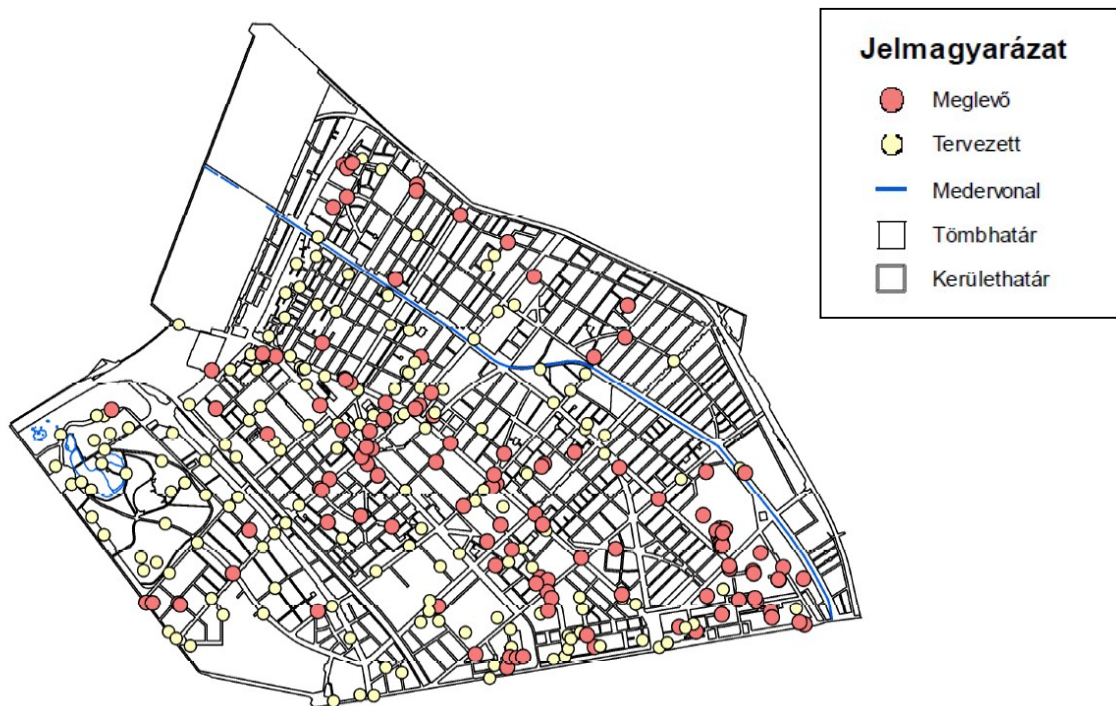 Jelmagyarázat
Meglevő
Tervezett
Medervonal
Tömbhatár
Kerülethatár